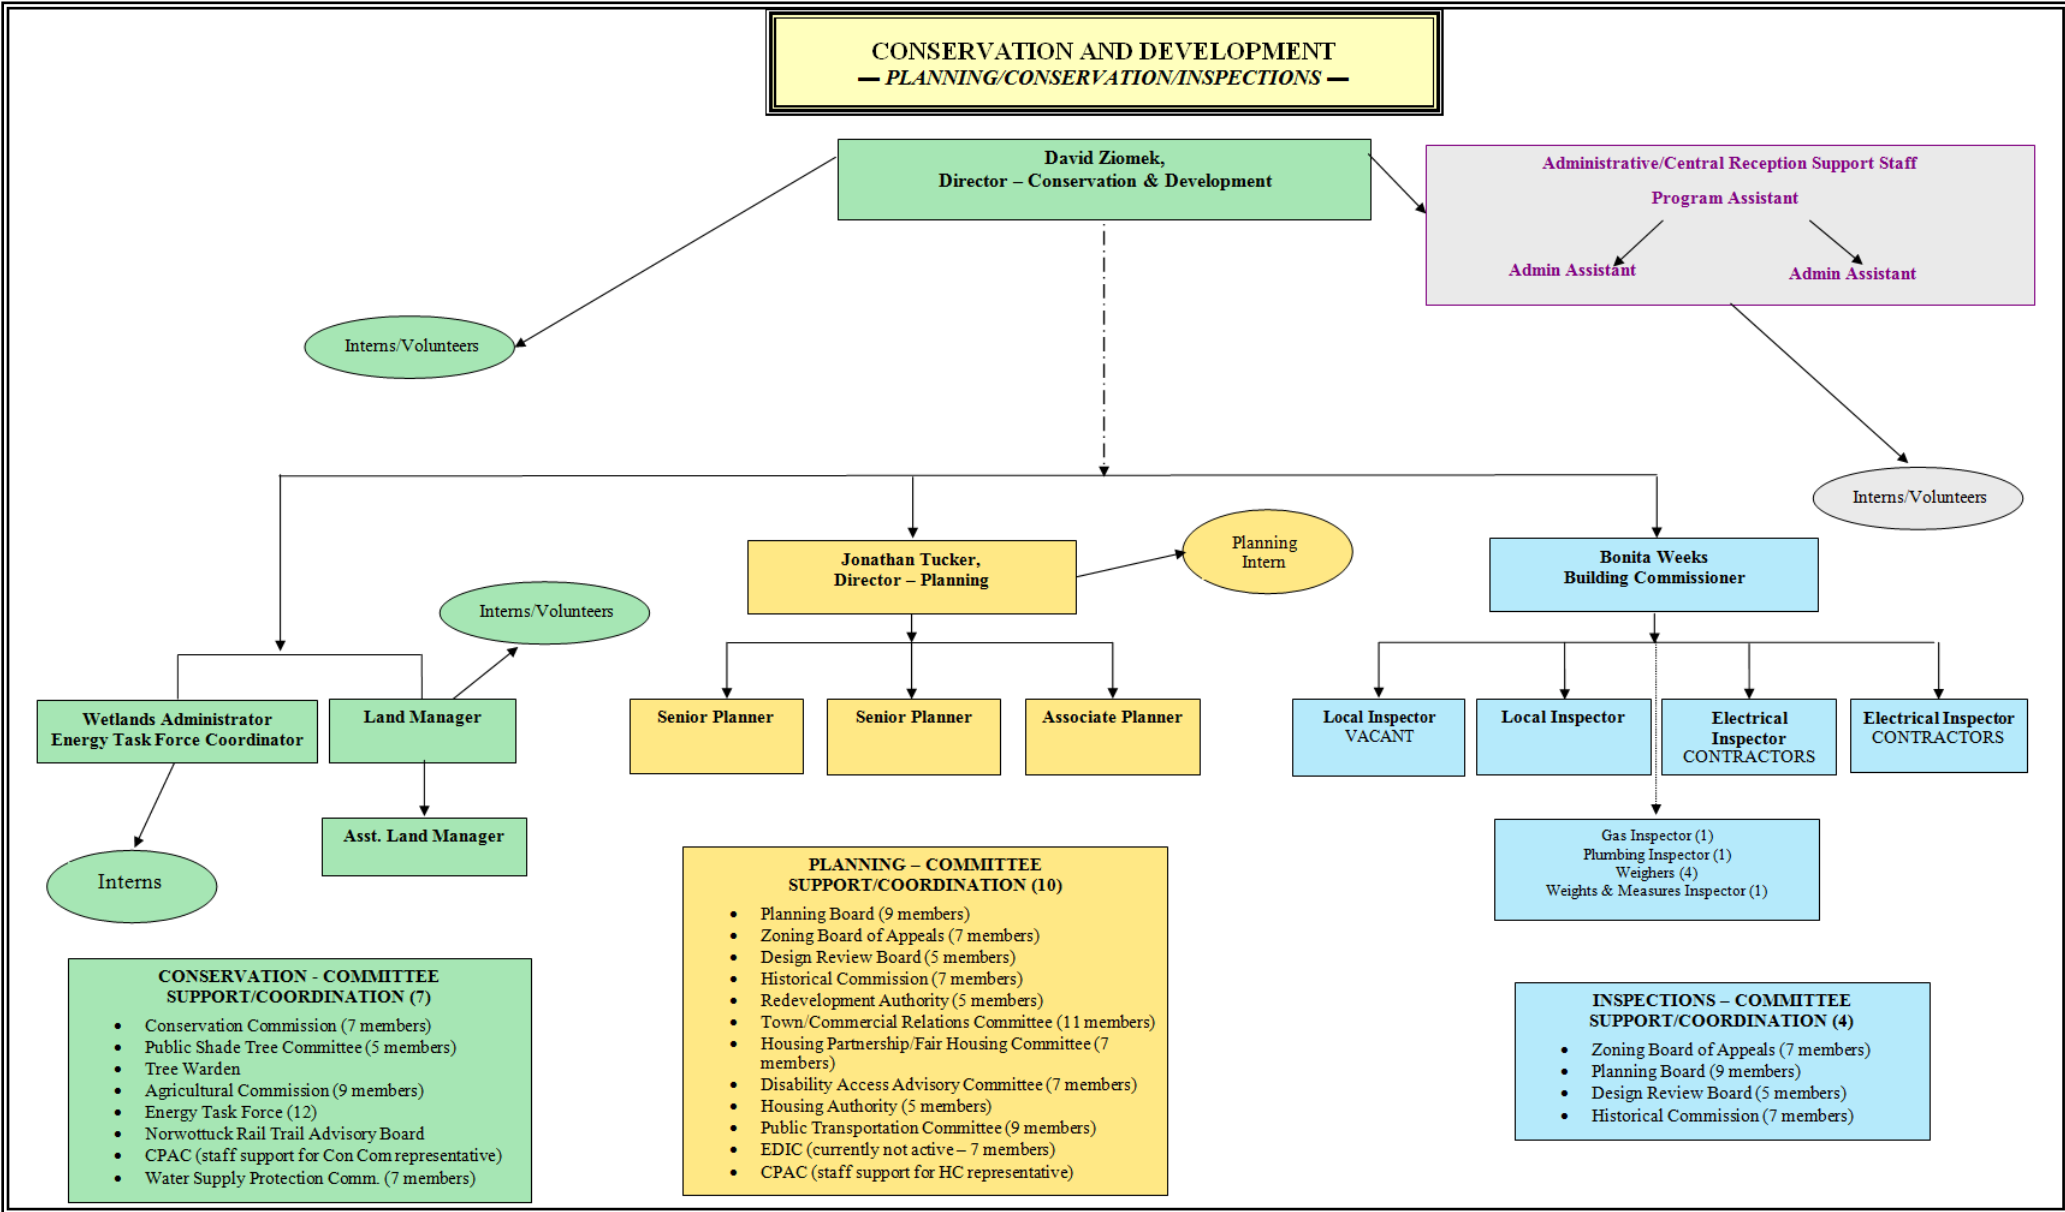 CONSERVATION AND DEVELOPMENT
— PLANNING/CONSERVATION/INSPECTIONS —
David Ziomek,
Director – Conservation & Development
Administrative/Central Reception Support Staff
Program Assistant
Admin Assistant
Admin Assistant
Interns/Volunteers
Interns/Volunteers
Jonathan Tucker,
Director – Planning
Planning
Intern
Bonita Weeks
Building Commissioner
Interns/Volunteers
Wetlands Administrator
Energy Task Force Coordinator
Land Manager
Senior Planner
Senior Planner
Associate Planner
Local Inspector
VACANT
Local Inspector
Electrical
Inspector
CONTRACTORS
Electrical Inspector
CONTRACTORS
Asst. Land Manager
Interns
Gas Inspector (1)
Plumbing Inspector (1)
Weighers (4)
Weights & Measures Inspector (1)
CONSERVATION - COMMITTEE
SUPPORT/COORDINATION (7)
• Conservation Commission (7 members)
• Public Shade Tree Committee (5 members)
• Tree Warden
• Agricultural Commission (9 members)
• Energy Task Force (12)
• Norwottuck Rail Trail Advisory Board
• CPAC (staff support for Con Com representative)
• Water Supply Protection Comm. (7 members)
PLANNING – COMMITTEE
SUPPORT/COORDINATION (10)
• Planning Board (9 members)
• Zoning Board of Appeals (7 members)
• Design Review Board (5 members)
• Historical Commission (7 members)
• Redevelopment Authority (5 members)
• Town/Commercial Relations Committee (11 members)
• Housing Partnership/Fair Housing Committee (7
members)
• Disability Access Advisory Committee (7 members)
• Housing Authority (5 members)
• Public Transportation Committee (9 members)
• EDIC (currently not active – 7 members)
• CPAC (staff support for HC representative)
INSPECTIONS – COMMITTEE
SUPPORT/COORDINATION (4)
• Zoning Board of Appeals (7 members)
• Planning Board (9 members)
• Design Review Board (5 members)
• Historical Commission (7 members)